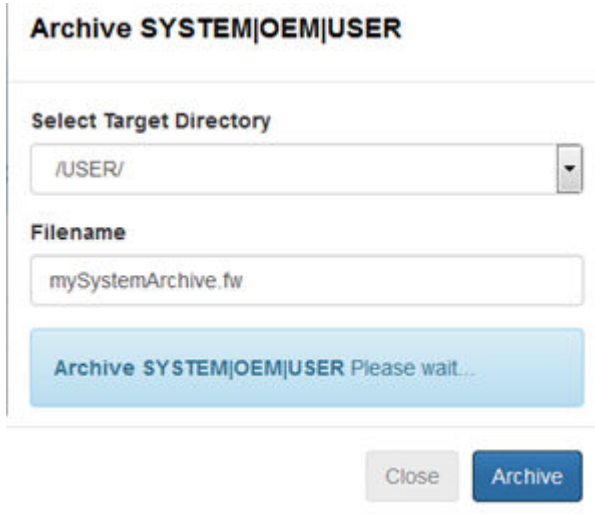 Archive SYSTEM|OEM|USER
Select Target Directory
/USER/
Filename
mySystemArchive.fw
Archive SYSTEM|OEM|USER Please wait...
Close
Archive